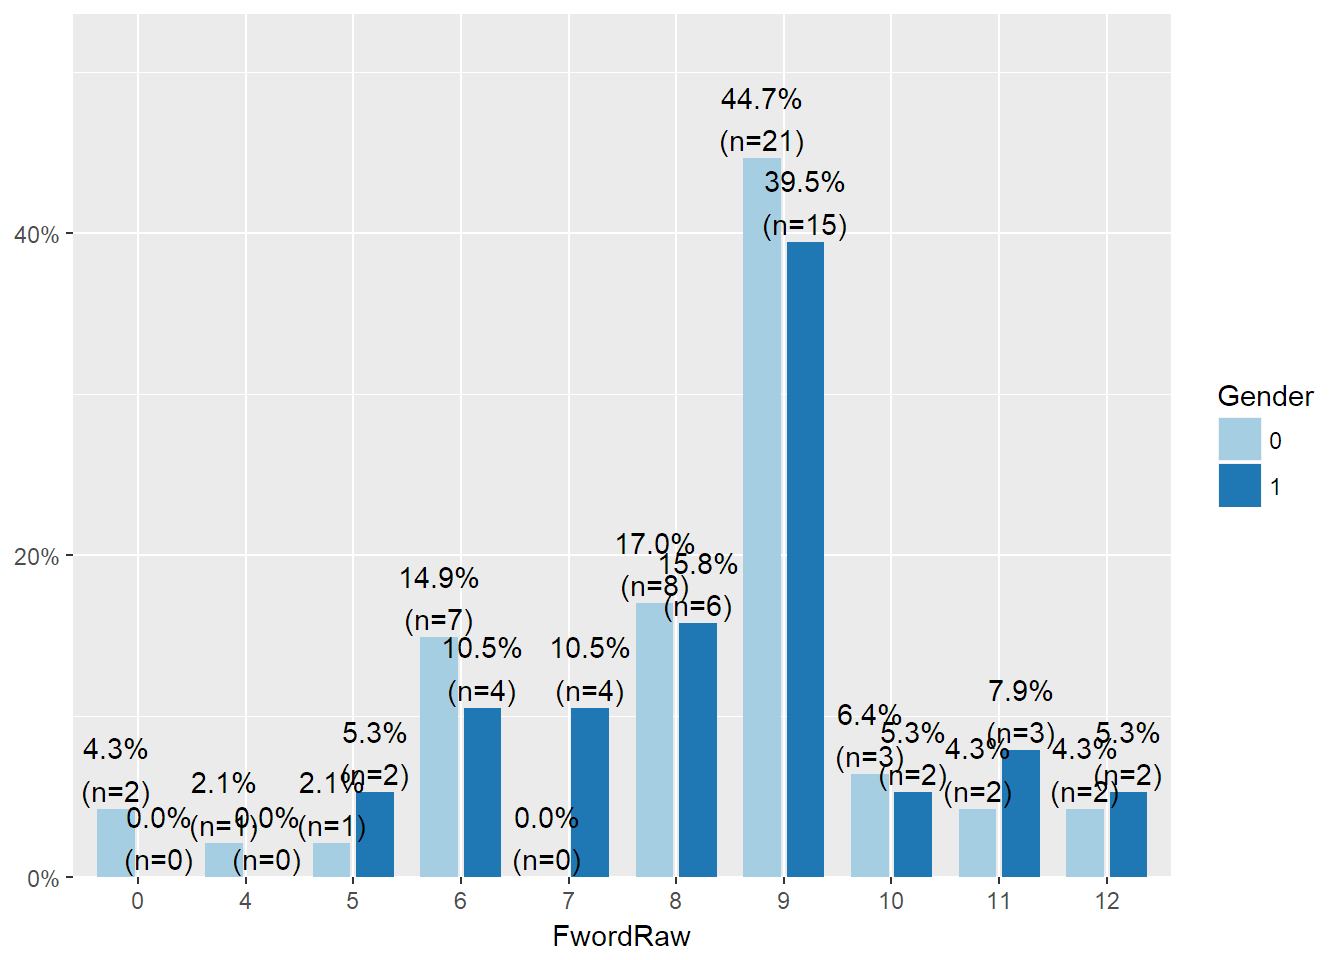 44.7%
(n=21)
39.5%
(n=15)
40%
17.0%
15.8%
20%
14.9%
(n=8)
(n=6)
(n=7)
10.5%
10.5%
(n=4)
(n=4)
7.9%
6.4%
5.3%
(n=3)
5.3%
5.3%
4.3%
4.3%
4.3%
(n=3)
(n=2)
(n=2)
(n=2)
2.1%
2.1%
(n=2)
(n=2)
(n=2)
0.0%
0.0%
0.0%
(n=1)
(n=1)
(n=0)
(n=0)
(n=0)
0%
0 4 5 6 7 8 9 10 11 12
FwordRaw
Gender
0
1